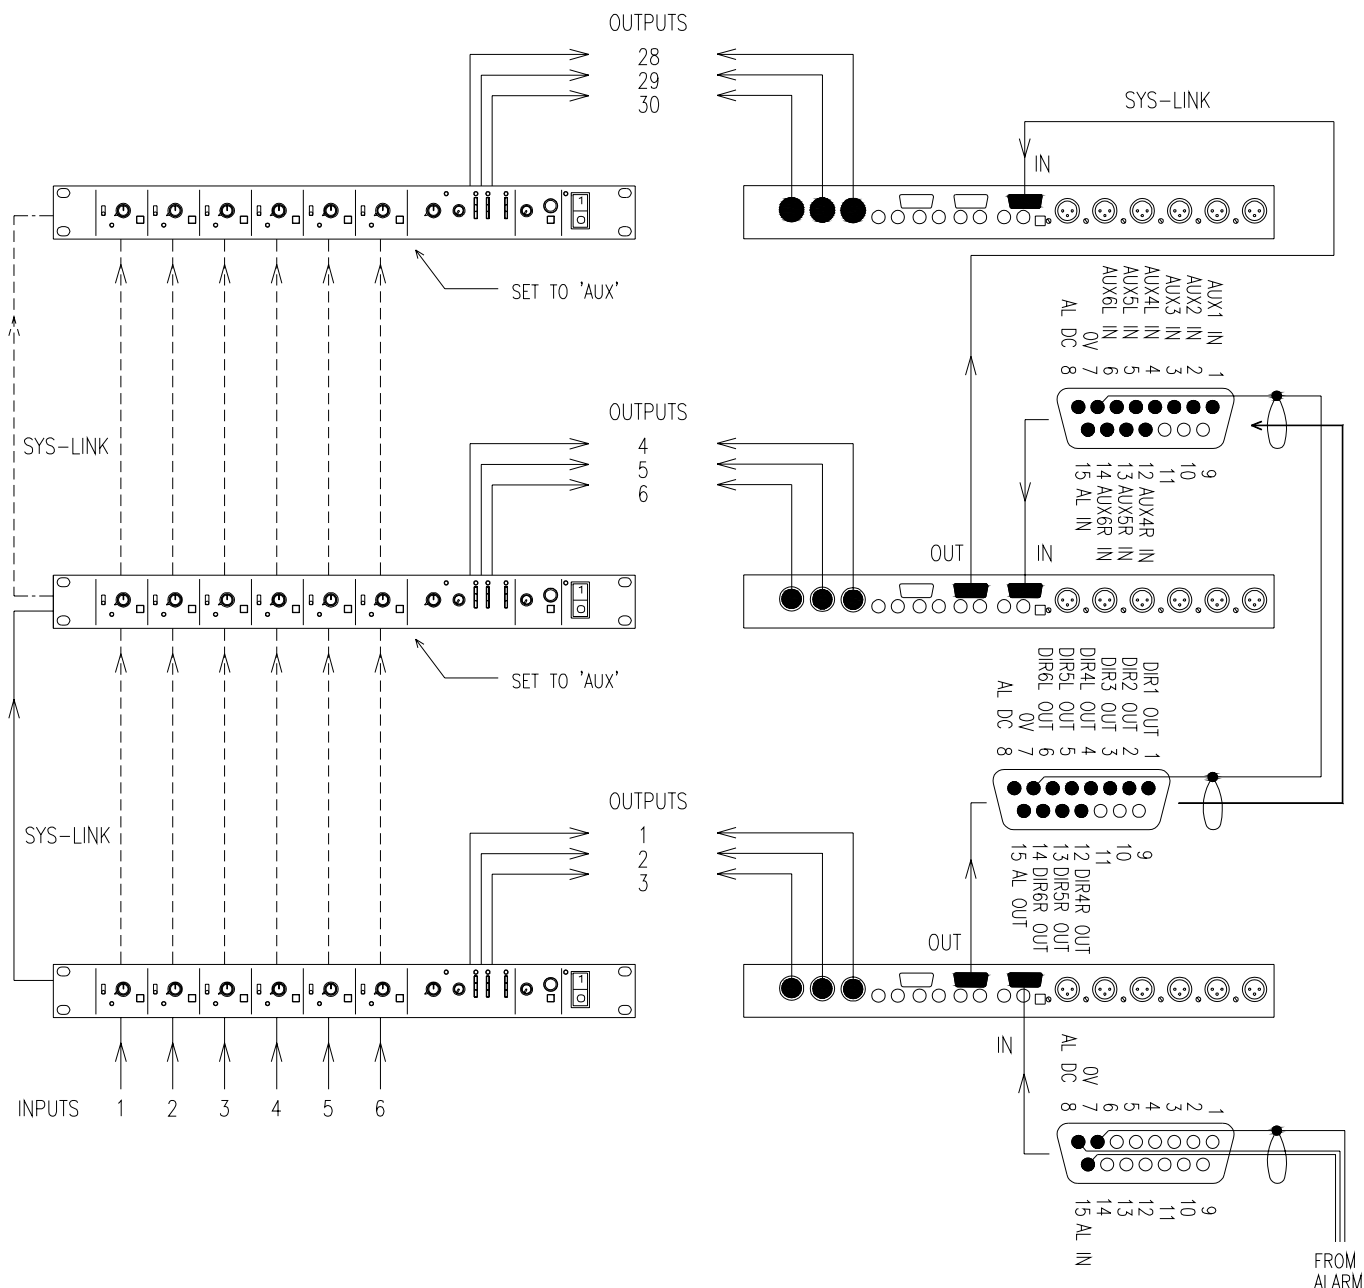 OUTPUTS
28
29
30
SYS-LINK
IN
1
0
SET TO 'AUX'
AL DC
0V
AUX6L IN
AUX5L IN
AUX4L IN
AUX3 IN
AUX2 IN
AUX1 IN
8 7 6 5 4 3 2 1
15 AL IN
14 AUX6R IN
13 AUX5R IN
12 AUX4R IN
11
10
9
OUTPUTS
4
5
6
SYS-LINK
OUT
IN
1
0
SET TO 'AUX'
AL DC
0V
DIR6L OUT
DIR5L OUT
DIR4L OUT
DIR3 OUT
DIR2 OUT
DIR1 OUT
8 7 6 5 4 3 2 1
15 AL OUT
14 DIR6R OUT
13 DIR5R OUT
12 DIR4R OUT
11
10
9
OUTPUTS
1
2
3
SYS-LINK
OUT
1
0
IN
AL DC
0V
8 7 6 5 4 3 2 1
15 AL IN
14
13
12
11
10
9
INPUTS 1 2 3 4 5 6
FROM
ALARM